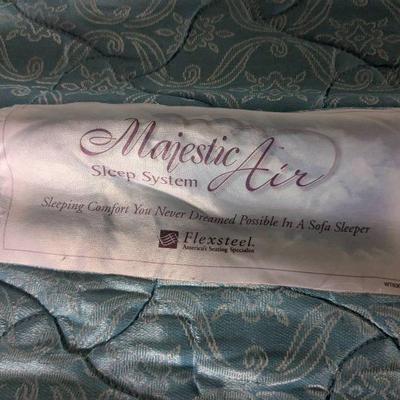 Majestic Air
Sleep System
Sleeping Comfort You Never Dreamed Possible In A Sofa Sleeper
Flexsteel.
America's Seating Specialist